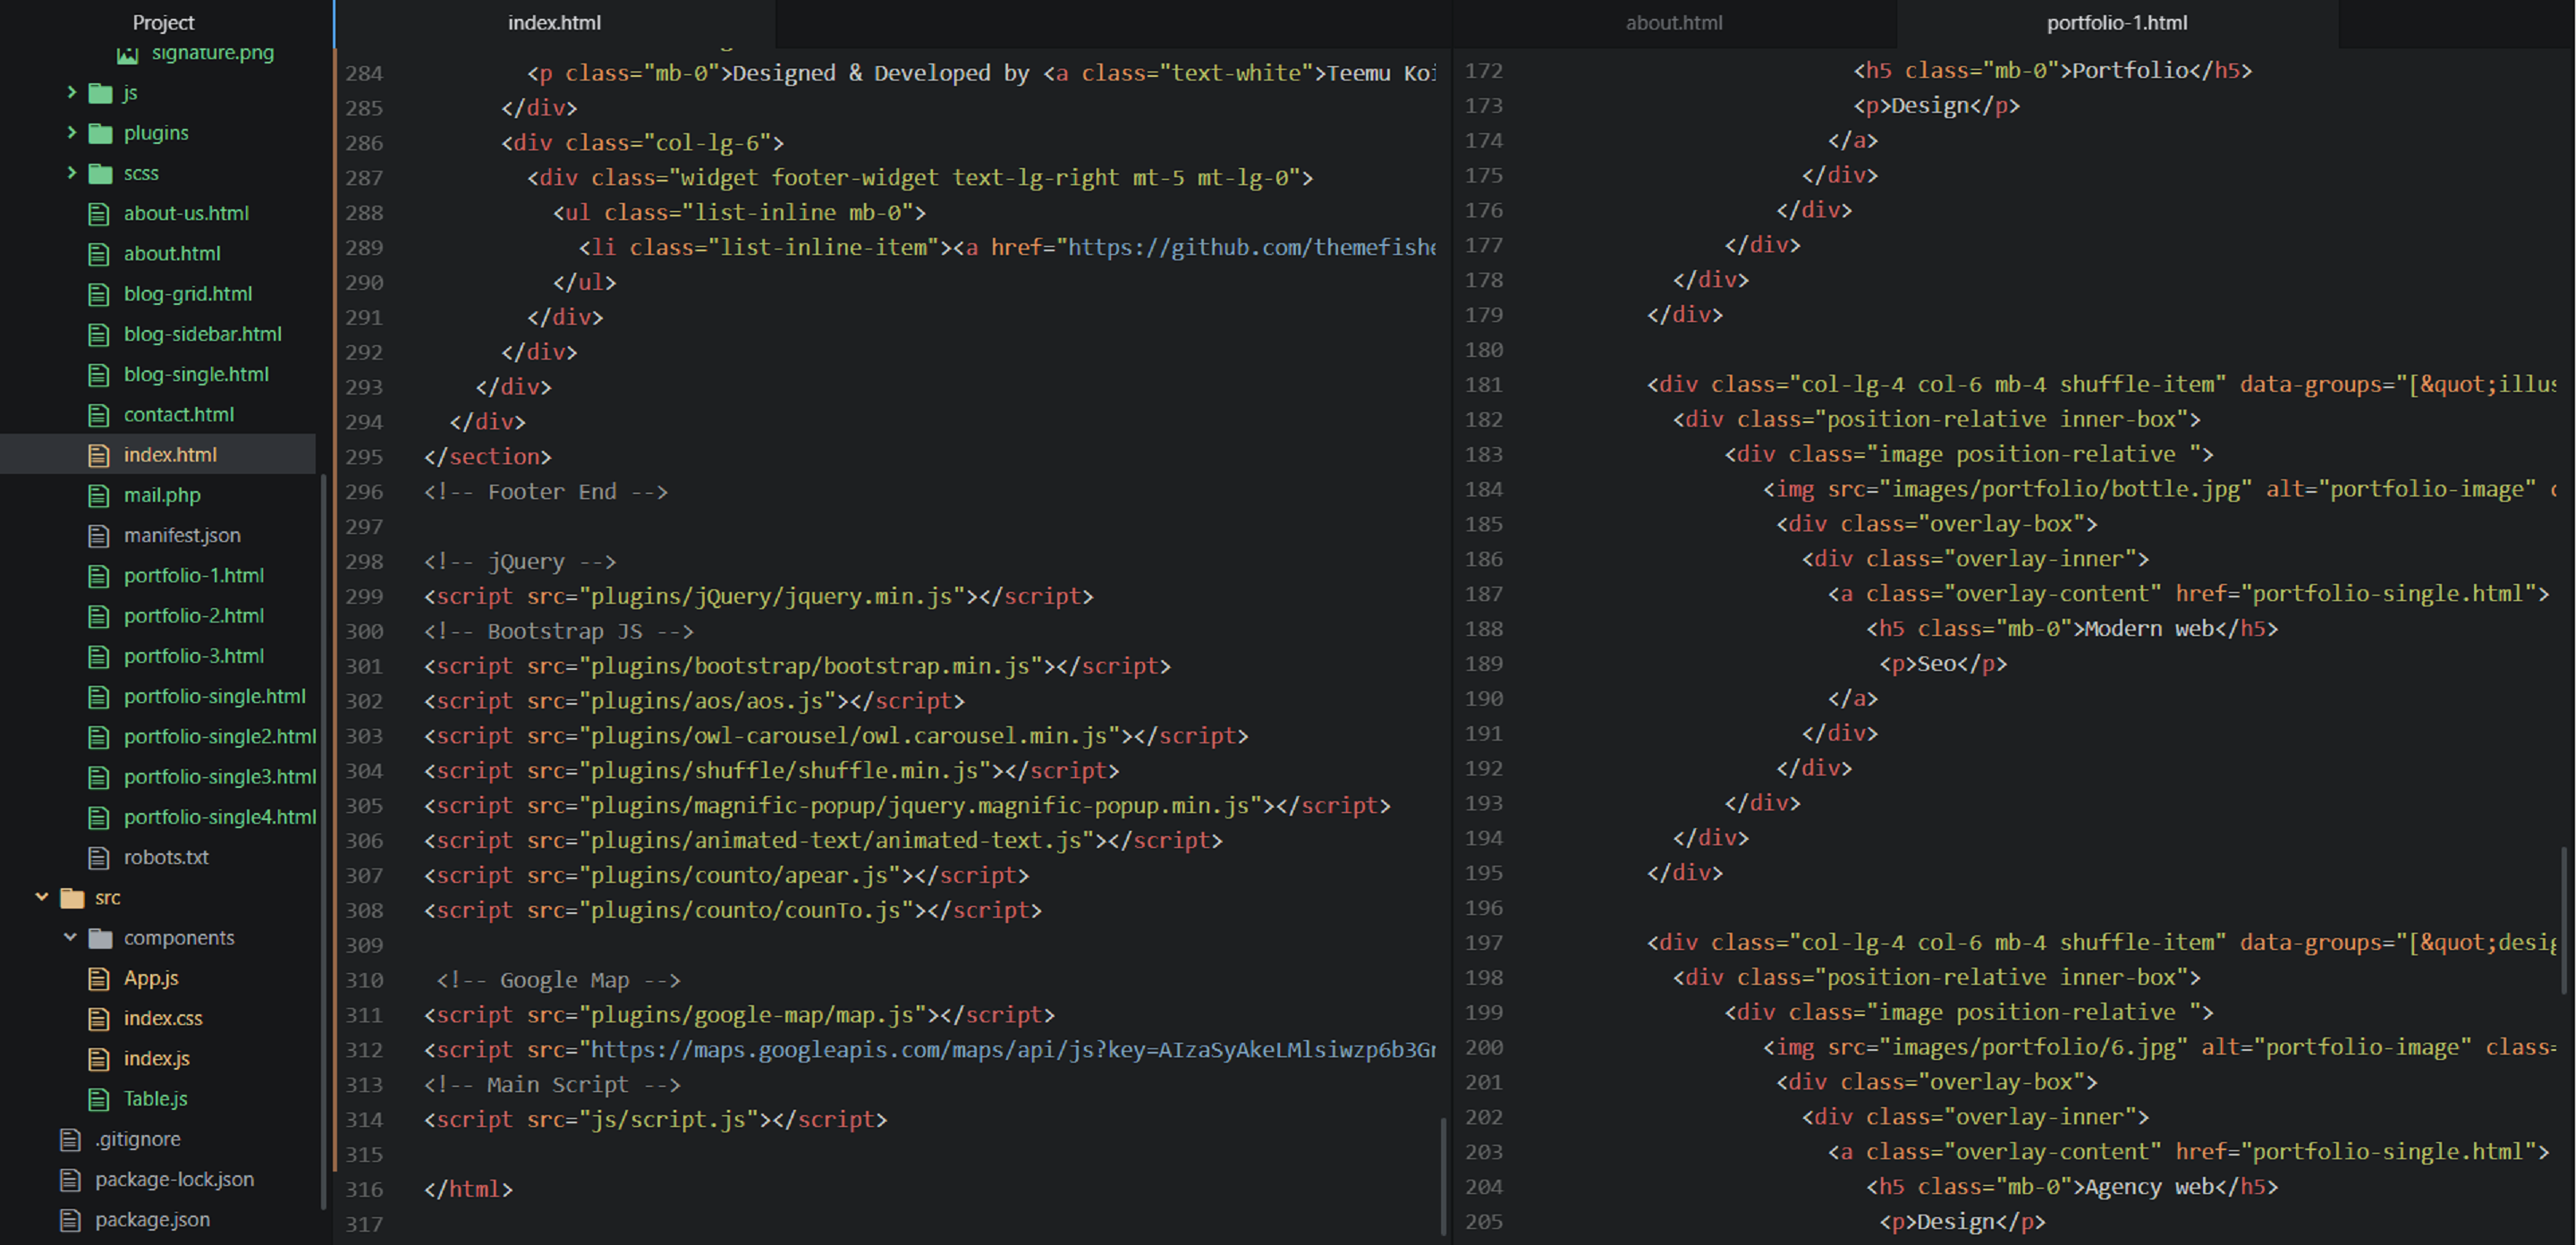 Project
signature.png
js
plugins
scss
about-us.html
about.html
blog-grid.html
blog-sidebar.html
blog-single.html
contact.html
index.html
mail.php
manifest.json
portfolio-1.html
portfolio-2.html
portfolio-3.html
portfolio-single.html
portfolio-single2.html
portfolio-single3.html
portfolio-single4.html
robots.txt
src
components
App.js
index.css
index.js
Table.js
.gitignore
package-lock.json
package.json
index.html
284 <p class="mb-0">Designed & Developed by <a class="text-white">Teemu Koi
285 </div>
286 <div class="col-lg-6">
287 <div class="widget footer-widget text-lg-right mt-5 mt-lg-0">
288 <ul class="list-inline mb-0">
289 <li class="list-inline-item"><a href="https://github.com/themefishe
290 </ul>
291 </div>
292 </div>
293 </div>
294 </div>
295 </section>
296 <!-- Footer End -->
297
298 <!-- jQuery -->
299 <script src="plugins/jQuery/jquery.min.js"></script>
300 <!-- Bootstrap JS -->
301 <script src="plugins/bootstrap/bootstrap.min.js"></script>
302 <script src="plugins/aos/aos.js"></script>
303 <script src="plugins/owl-carousel/owl.carousel.min.js"></script>
304 <script src="plugins/shuffle/shuffle.min.js"></script>
305 <script src="plugins/magnific-popup/jquery.magnific-popup.min.js"></script>
306 <script src="plugins/animated-text/animated-text.js"></script>
307 <script src="plugins/counto/apear.js"></script>
308 <script src="plugins/counto/counTo.js"></script>
309
310 <!-- Google Map -->
311 <script src="plugins/google-map/map.js"></script>
312 <script src="https://maps.googleapis.com/maps/api/js?key=AIzaSyAkeLMlsiwzp6b3Gr
313 <!-- Main Script -->
314 <script src="js/script.js"></script>
315
316 </html>
317
about.html
portfolio-1.html
172 <h5 class="mb-0">Portfolio</h5>
173 <p>Design</p>
174 </a>
175 </div>
176 </div>
177 </div>
178 </div>
179 </div>
180
181 <div class="col-lg-4 col-6 mb-4 shuffle-item" data-groups="[&quot;illus
182 <div class="position-relative inner-box">
183 <div class="image position-relative ">
184 <img src="images/portfolio/bottle.jpg" alt="portfolio-image" c
185 <div class="overlay-box">
186 <div class="overlay-inner">
187 <a class="overlay-content" href="portfolio-single.html">
188 <h5 class="mb-0">Modern web</h5>
189 <p>Seo</p>
190 </a>
191 </div>
192 </div>
193 </div>
194 </div>
195 </div>
196
197 <div class="col-lg-4 col-6 mb-4 shuffle-item" data-groups="[&quot;desig
198 <div class="position-relative inner-box">
199 <div class="image position-relative ">
200 <img src="images/portfolio/6.jpg" alt="portfolio-image" class=
201 <div class="overlay-box">
202 <div class="overlay-inner">
203 <a class="overlay-content" href="portfolio-single.html">
204 <h5 class="mb-0">Agency web</h5>
205 <p>Design</p>